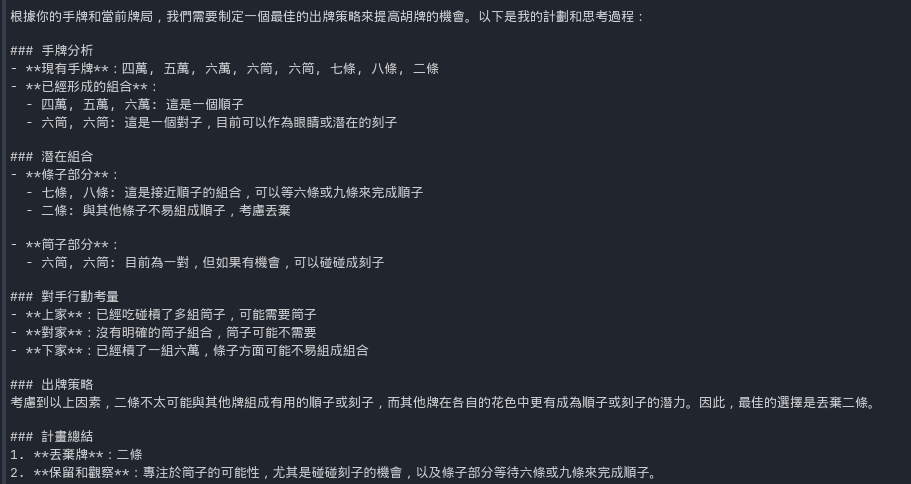 根據你的手牌和當前牌局，我們需要制定一個最佳的出牌策略來提高胡牌的機會。以下是我的計劃和思考過程：
### 手牌分析
- **現有手牌**：四萬, 五萬, 六萬, 六筒, 六筒, 七條, 八條, 二條
- **已經形成的組合**：
- 四萬, 五萬, 六萬: 這是一個順子
- 六筒, 六筒: 這是一個對子，目前可以作為眼睛或潛在的刻子
### 潛在組合
- **條子部分**：
- 七條, 八條: 這是接近順子的組合，可以等六條或九條來完成順子
- 二條: 與其他條子不易組成順子，考慮丟棄
- **筒子部分**：
- 六筒, 六筒: 目前為一對，但如果有機會，可以碰碰成刻子
### 對手行動考量
- **上家**：已經吃碰槓了多組筒子，可能需要筒子
- **對家**：沒有明確的筒子組合，筒子可能不需要
- **下家**：已經槓了一組六萬，條子方面可能不易組成組合
### 出牌策略
考慮到以上因素，二條不太可能與其他牌組成有用的順子或刻子，而其他牌在各自的花色中更有成為順子或刻子的潛力。因此，最佳的選擇是丟棄二條。
### 計畫總結
1. **丟棄牌**：二條
2. **保留和觀察**：專注於筒子的可能性，尤其是碰碰刻子的機會，以及條子部分等待六條或九條來完成順子。